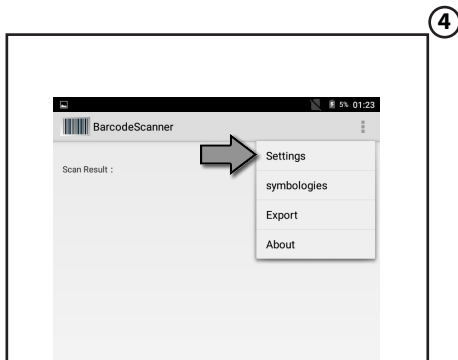 4
5% 01:23
BarcodeScanner
Scan Result :
Settings
symbologies
Export
About